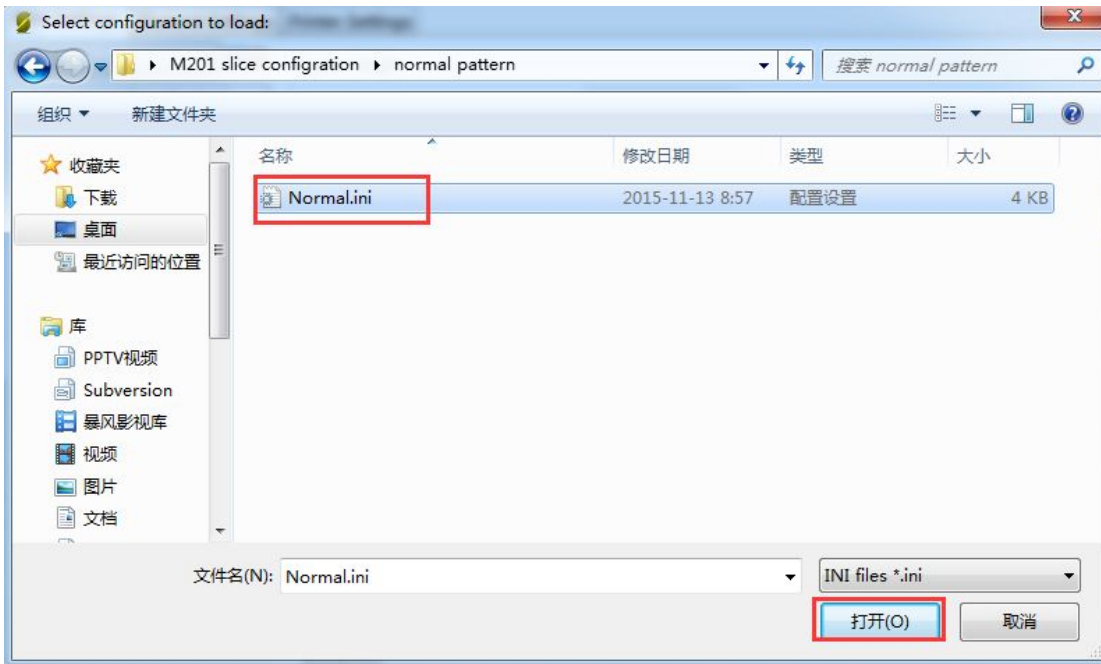 Select configuration to load:
M201 slice configration ▸ normal pattern
搜索 normal pattern
组织
新建文件夹
名称
修改日期
类型
大小
收藏夹
下载
桌面
最近访问的位置
库
PPTV视频
Subversion
暴风影视库
视频
图片
文档
Normal.ini
2015-11-13 8:57
配置设置
4 KB
文件名(N):
Normal.ini
INI files *.ini
打开(O)
取消